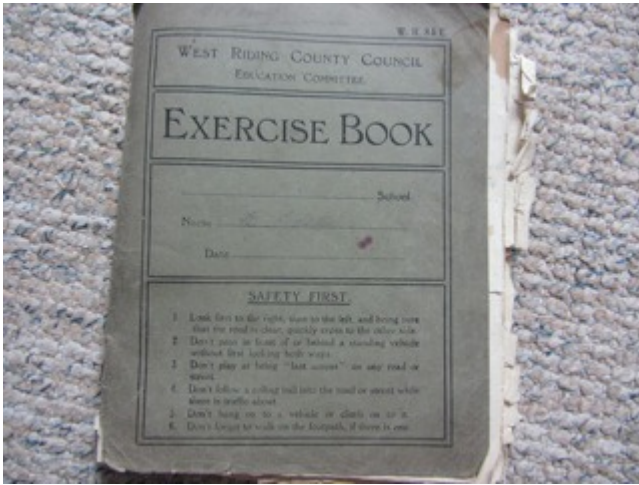 WEST RIDING COUNTY COUNCIL
EDUCATION COMMITTEE.
EXERCISE BOOK
School
NAME
DATE
SAFETY FIRST.
1. Look first to the right, then to the left, and being sure
that the road is clear, quickly cross to the other side.
2. Don't pass in front of or behind a standing vehicle
without first looking both ways.
3. Don't play at being "last across" on any road or
street.
4. Don't follow a rolling ball into the road or street while
there is traffic about.
5. Don't hang on to a vehicle or climb on to it.
6. Don't forget to walk on the footpath, if there is one.